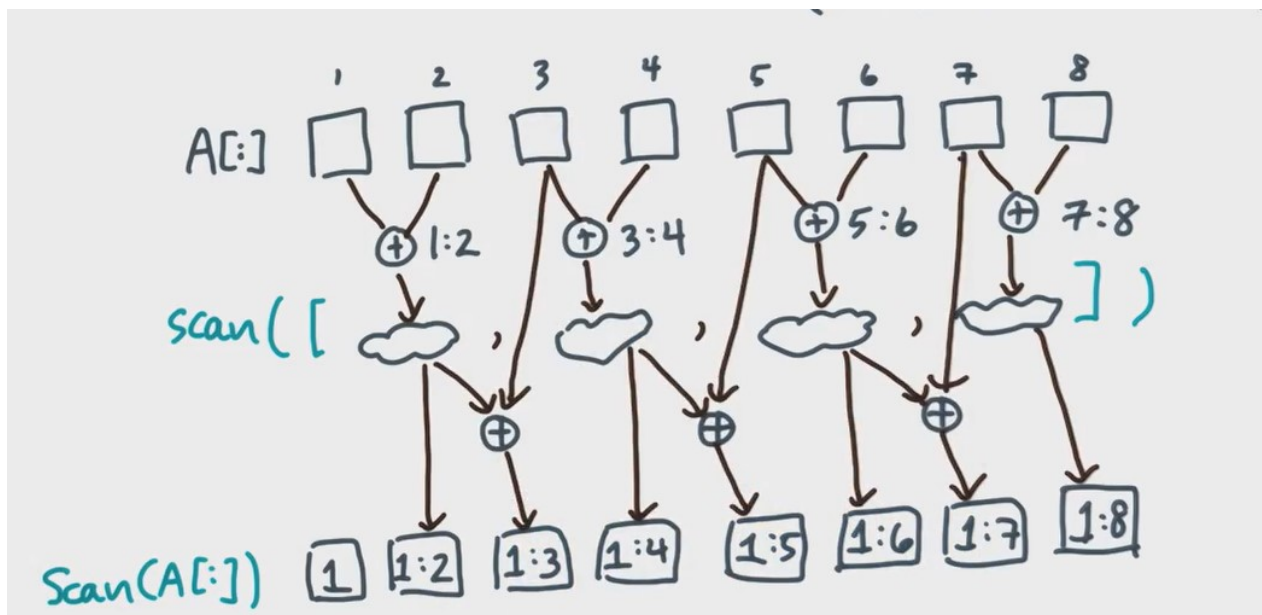 1 2 3 4 5 6 7 8
A[:]
+ 1:2 + 3:4 + 5:6 + 7:8
scan([ , , , ])
+ + +
Scan(A[:]) 1 1:2 1:3 1:4 1:5 1:6 1:7 1:8